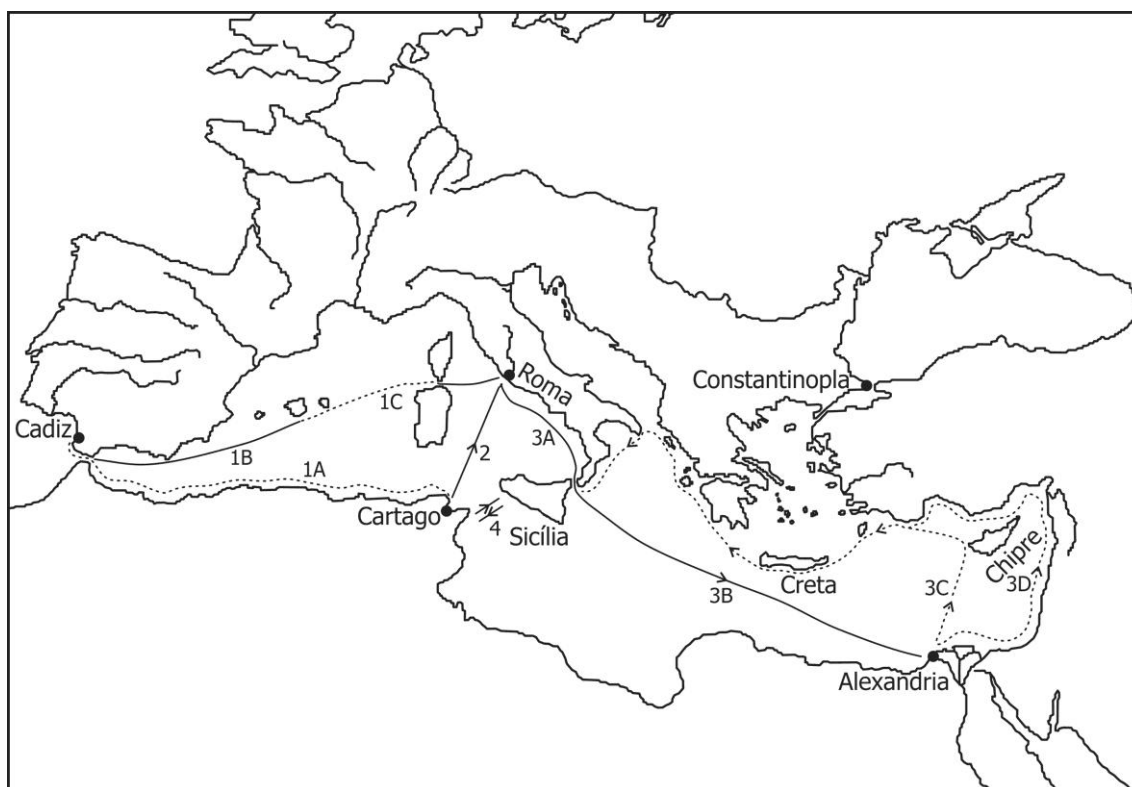 Roma
Constantinopla
1C
Cadiz
3A
1B
2
1A
Cartago
4
Sicília
Chipre
Creta
3B
3C
3D
Alexandria